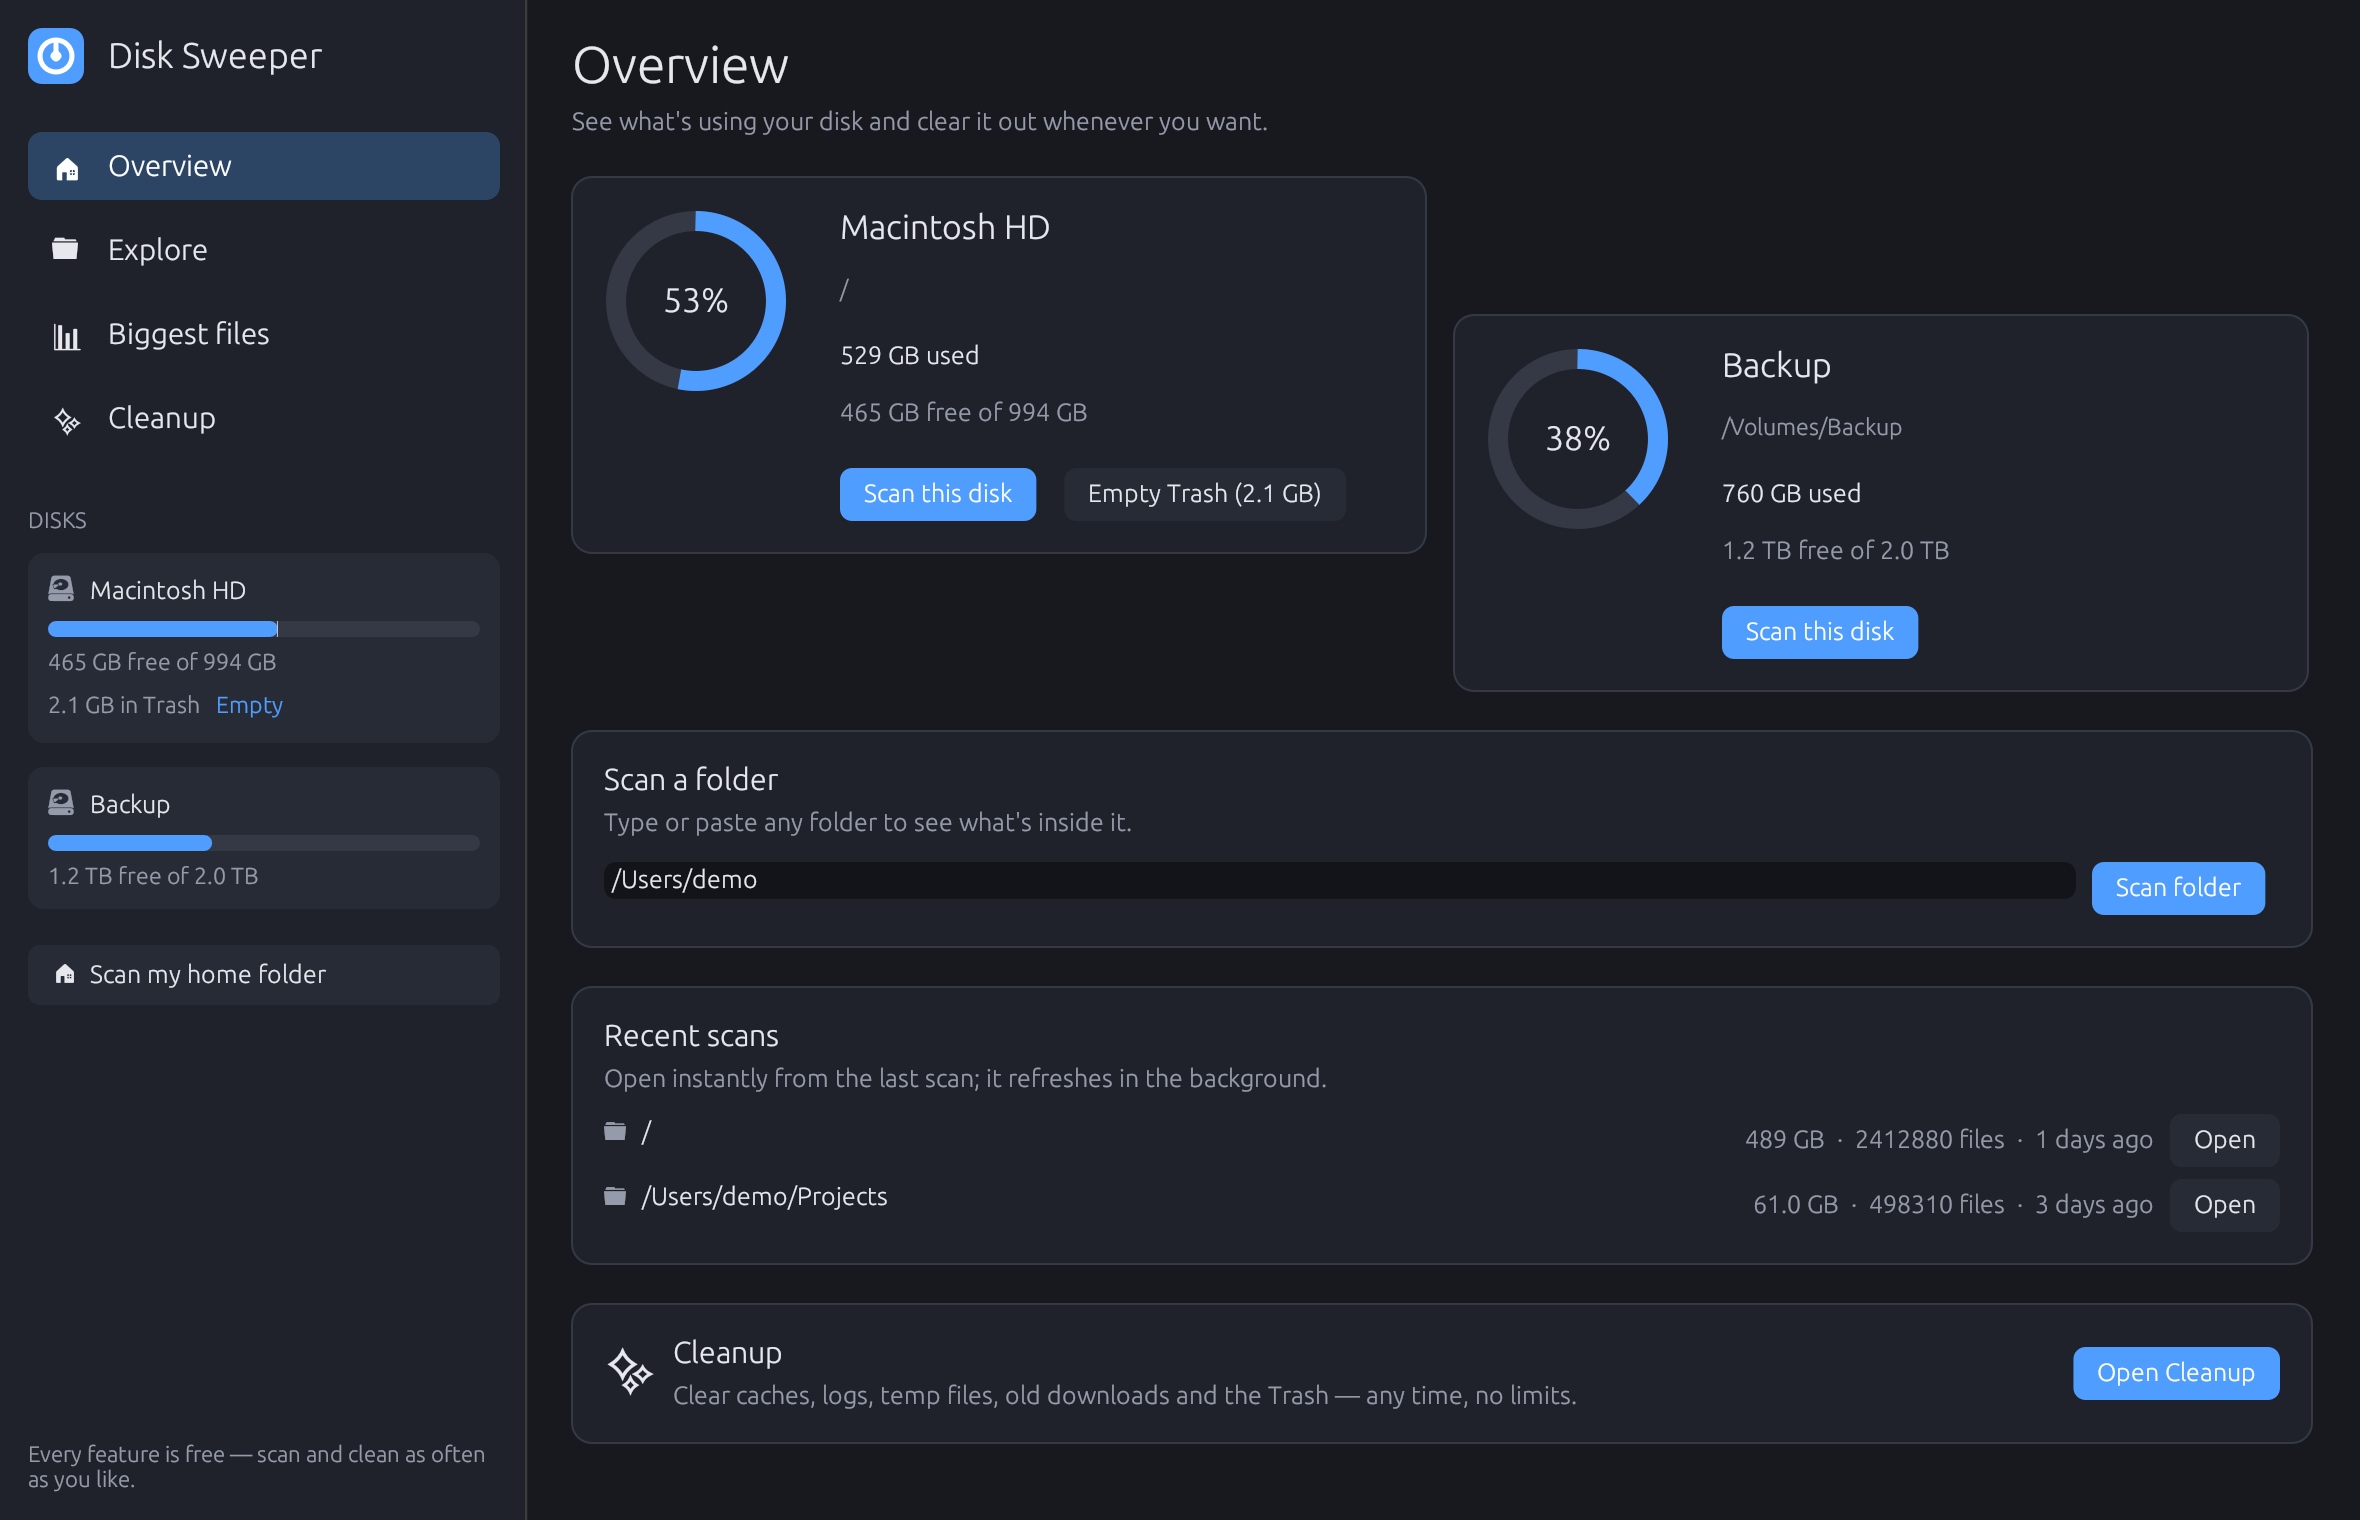 Disk Sweeper
Overview
Explore
Biggest files
Cleanup
DISKS
Macintosh HD
465 GB free of 994 GB
2.1 GB in Trash Empty
Backup
1.2 TB free of 2.0 TB
Scan my home folder
Every feature is free — scan and clean as often
as you like.
Overview
See what's using your disk and clear it out whenever you want.
53%
Macintosh HD
/
529 GB used
465 GB free of 994 GB
Scan this disk
Empty Trash (2.1 GB)
38%
Backup
/Volumes/Backup
760 GB used
1.2 TB free of 2.0 TB
Scan this disk
Scan a folder
Type or paste any folder to see what's inside it.
/Users/demo
Scan folder
Recent scans
Open instantly from the last scan; it refreshes in the background.
/ 489 GB · 2412880 files · 1 days ago Open
/Users/demo/Projects 61.0 GB · 498310 files · 3 days ago Open
Cleanup
Clear caches, logs, temp files, old downloads and the Trash — any time, no limits.
Open Cleanup